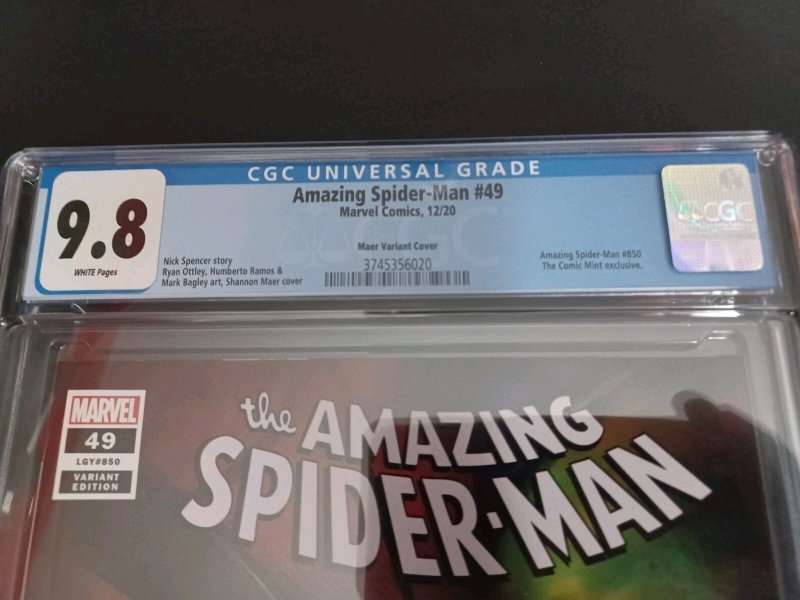 CGC UNIVERSAL GRADE
9.8
WHITE Pages
Amazing Spider-Man #49
Marvel Comics, 12/20
Maer Variant Cover
Nick Spencer story
Ryan Ottley, Humberto Ramos &
Mark Bagley art, Shannon Maer cover
3745356020
Amazing Spider-Man #850
The Comic Mint exclusive.
CGC
CGC
MARVEL
49
LGY#850
VARIANT
EDITION
the AMAZING
SPIDER-MAN